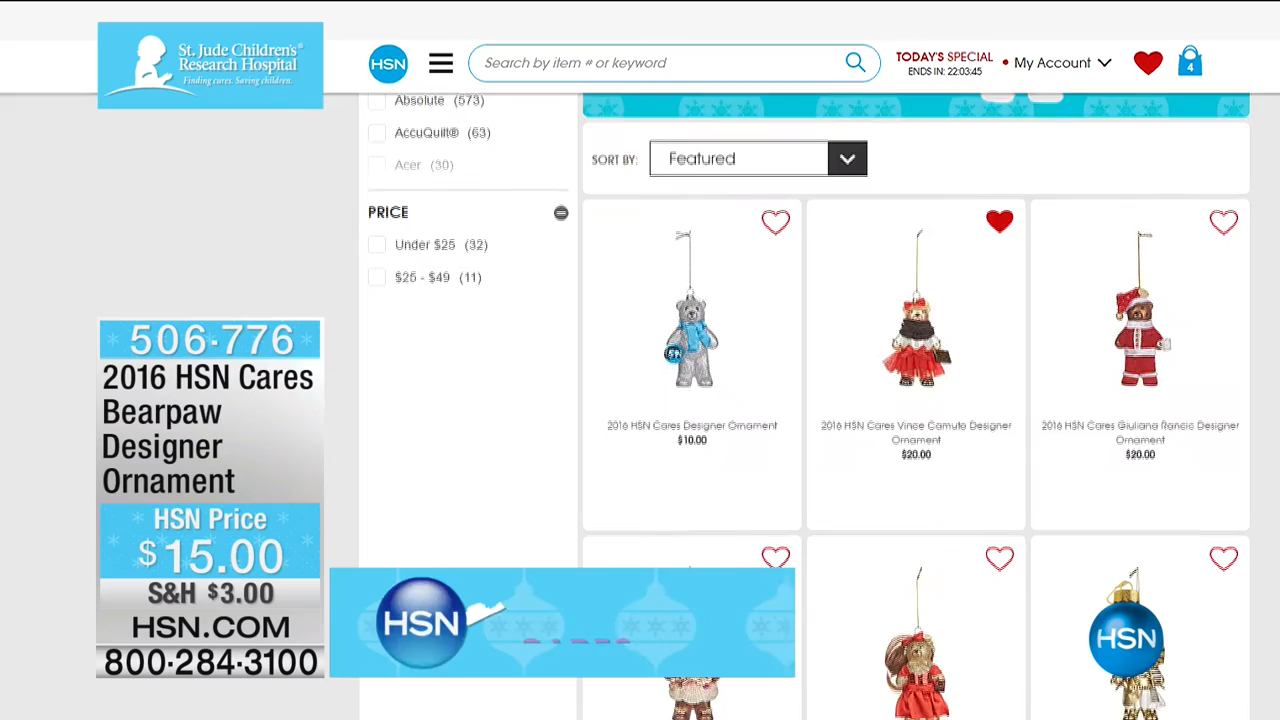 St. Jude Children's®
Research Hospital
Finding cures. Saving children.
HSN
Search by item # or keyword
TODAY'S SPECIAL
ENDS IN: 22:03:45
My Account
4
Absolute (573)
AccuQuilt® (63)
Acer (30)
PRICE
Under $25 (32)
$25 - $49 (11)
SORT BY:
Featured
2016 HSN Cares Designer Ornament
$10.00
2016 HSN Cares Vince Camuto Designer
Ornament
$20.00
2016 HSN Cares Giuliana Rancic Designer
Ornament
$20.00
506-776
2016 HSN Cares
Bearpaw
Designer
Ornament
HSN Price
$15.00
S&H $3.00
HSN.COM
800-284-3100
HSN
HSN